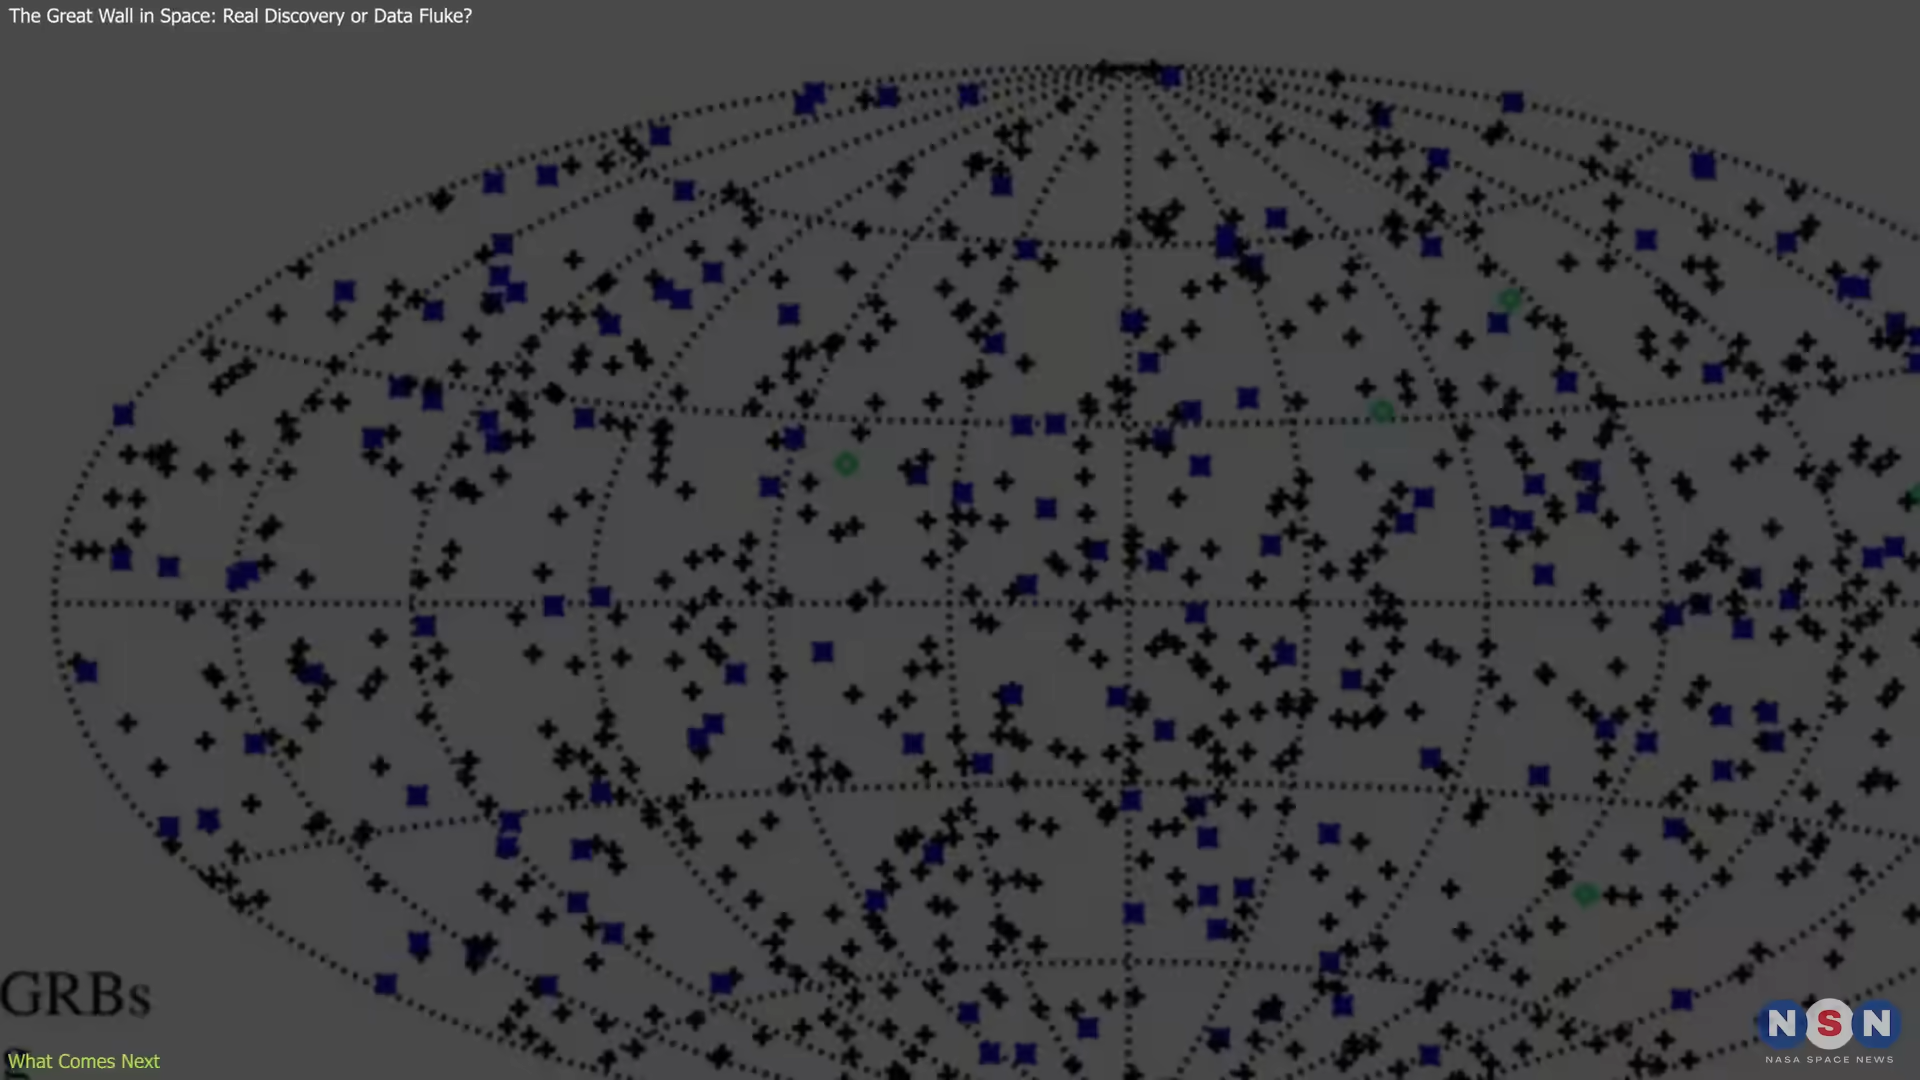 The Great Wall in Space: Real Discovery or Data Fluke?
GRBs
What Comes Next
NSN
NASA SPACE NEWS